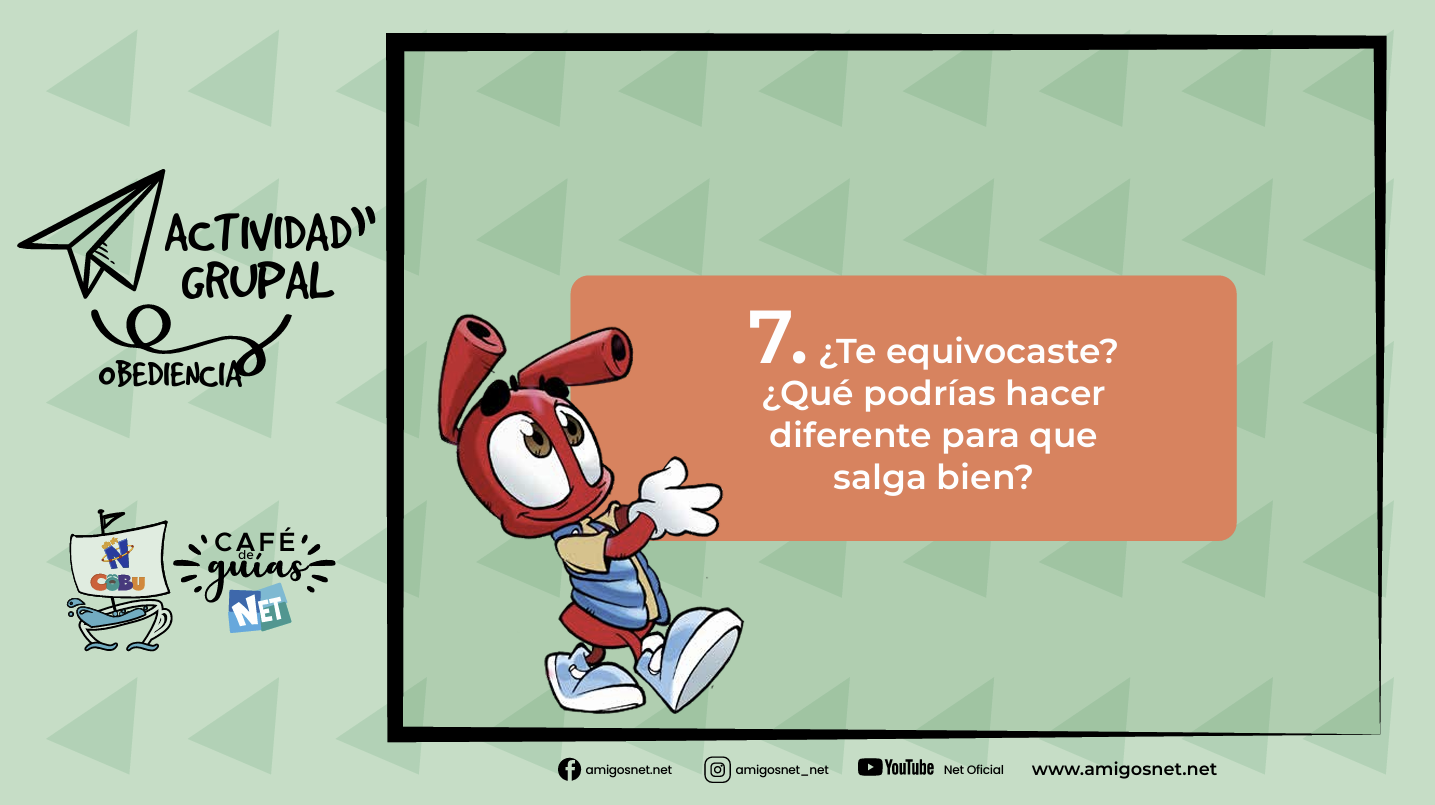 ACTIVIDAD
GRUPAL
OBEDIENCIA
N
COBU
CAFÉ
de
guías
NET
7. ¿Te equivocaste?
¿Qué podrías hacer
diferente para que
salga bien?
amigosnet.net
amigosnet_net
YouTube Net Oficial
www.amigosnet.net